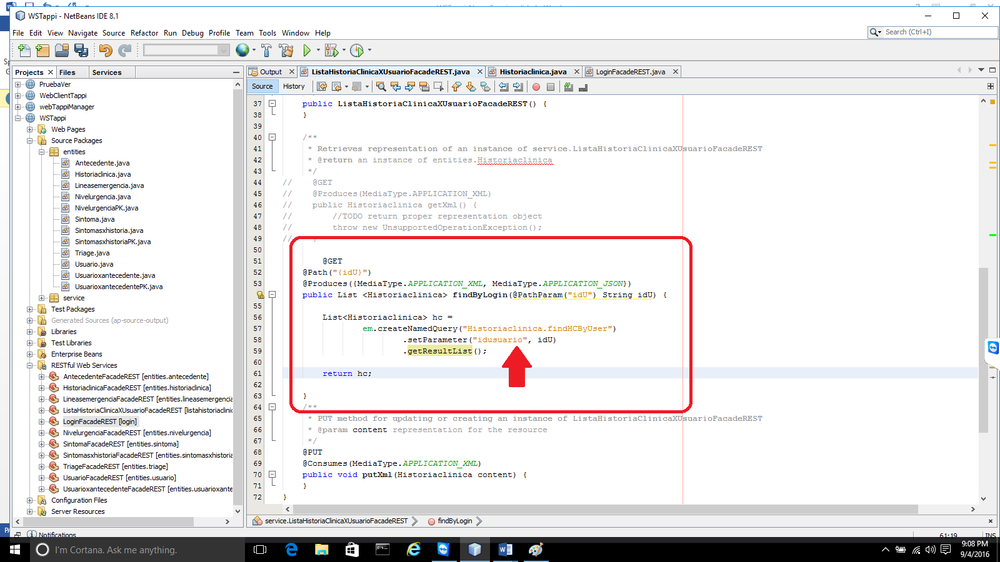 WSTappi - NetBeans IDE 8.1
File Edit View Navigate Source Refactor Run Debug Profile Team Tools Window Help
Search (Ctrl+I)
Projects Files Services
PruebaVer
WebClientTappi
webTappiManager
WSTappi
Web Pages
Source Packages
entities
Antecedente.java
Historiaclinica.java
Lineasemergencia.java
Nivelurgencia.java
NivelurgenciaPK.java
Sintoma.java
Sintomasxhistoria.java
SintomasxhistoriaPK.java
Triage.java
Usuario.java
Usuarioxantecedente.java
UsuarioxantecedentePK.java
service
Test Packages
Generated Sources (ap-source-output)
Libraries
Test Libraries
Enterprise Beans
RESTful Web Services
AntecedenteFacadeREST [entities.antecedente]
HistoriaclinicaFacadeREST [entities.historiaclinica]
LineasemergenciaFacadeREST [entities.lineasemergencia
ListaHistoriaClinicaXUsuarioFacadeREST [listahistoriaclinic
LoginFacadeREST [login]
NivelurgenciaFacadeREST [entities.nivelurgencia]
SintomaFacadeREST [entities.sintoma]
SintomasxhistoriaFacadeREST [entities.sintomasxhistoria
TriageFacadeREST [entities.triage]
UsuarioFacadeREST [entities.usuario]
UsuarioxantecedenteFacadeREST [entities.usuarioxante
Configuration Files
Server Resources
Output ListaHistoriaClinicaXUsuarioFacadeREST.java Historiaclinica.java LoginFacadeREST.java
Source History
37 public ListaHistoriaClinicaXUsuarioFacadeREST() {
38 }
39
40 /**
41 * Retrieves representation of an instance of service.ListaHistoriaClinicaXUsuarioFacadeREST
42 * @return an instance of entities.Historiaclinica
43 */
44 // @GET
45 // @Produces(MediaType.APPLICATION_XML)
46 // public Historiaclinica getXml() {
47 // //TODO return proper representation object
48 // throw new UnsupportedOperationException();
49 // }
50
51 @GET
52 @Path("{idU}")
53 @Produces({MediaType.APPLICATION_XML, MediaType.APPLICATION_JSON})
public List <Historiaclinica> findByLogin(@PathParam("idU") String idU) {
55
56 List<Historiaclinica> hc =
57 em.createNamedQuery("Historiaclinica.findHCByUser")
58 .setParameter("idusuario", idU)
59 .getResultList();
60
61 return hc;
62
63 }
64 /**
65 * PUT method for updating or creating an instance of ListaHistoriaClinicaXUsuarioFacadeREST
66 * @param content representation for the resource
67 */
68 @PUT
69 @Consumes(MediaType.APPLICATION_XML)
70 public void putXml(Historiaclinica content) {
71 }
72 }
service.ListaHistoriaClinicaXUsuarioFacadeREST findByLogin
Notifications
61:19 INS
I'm Cortana. Ask me anything.
9:08 PM
9/4/2016